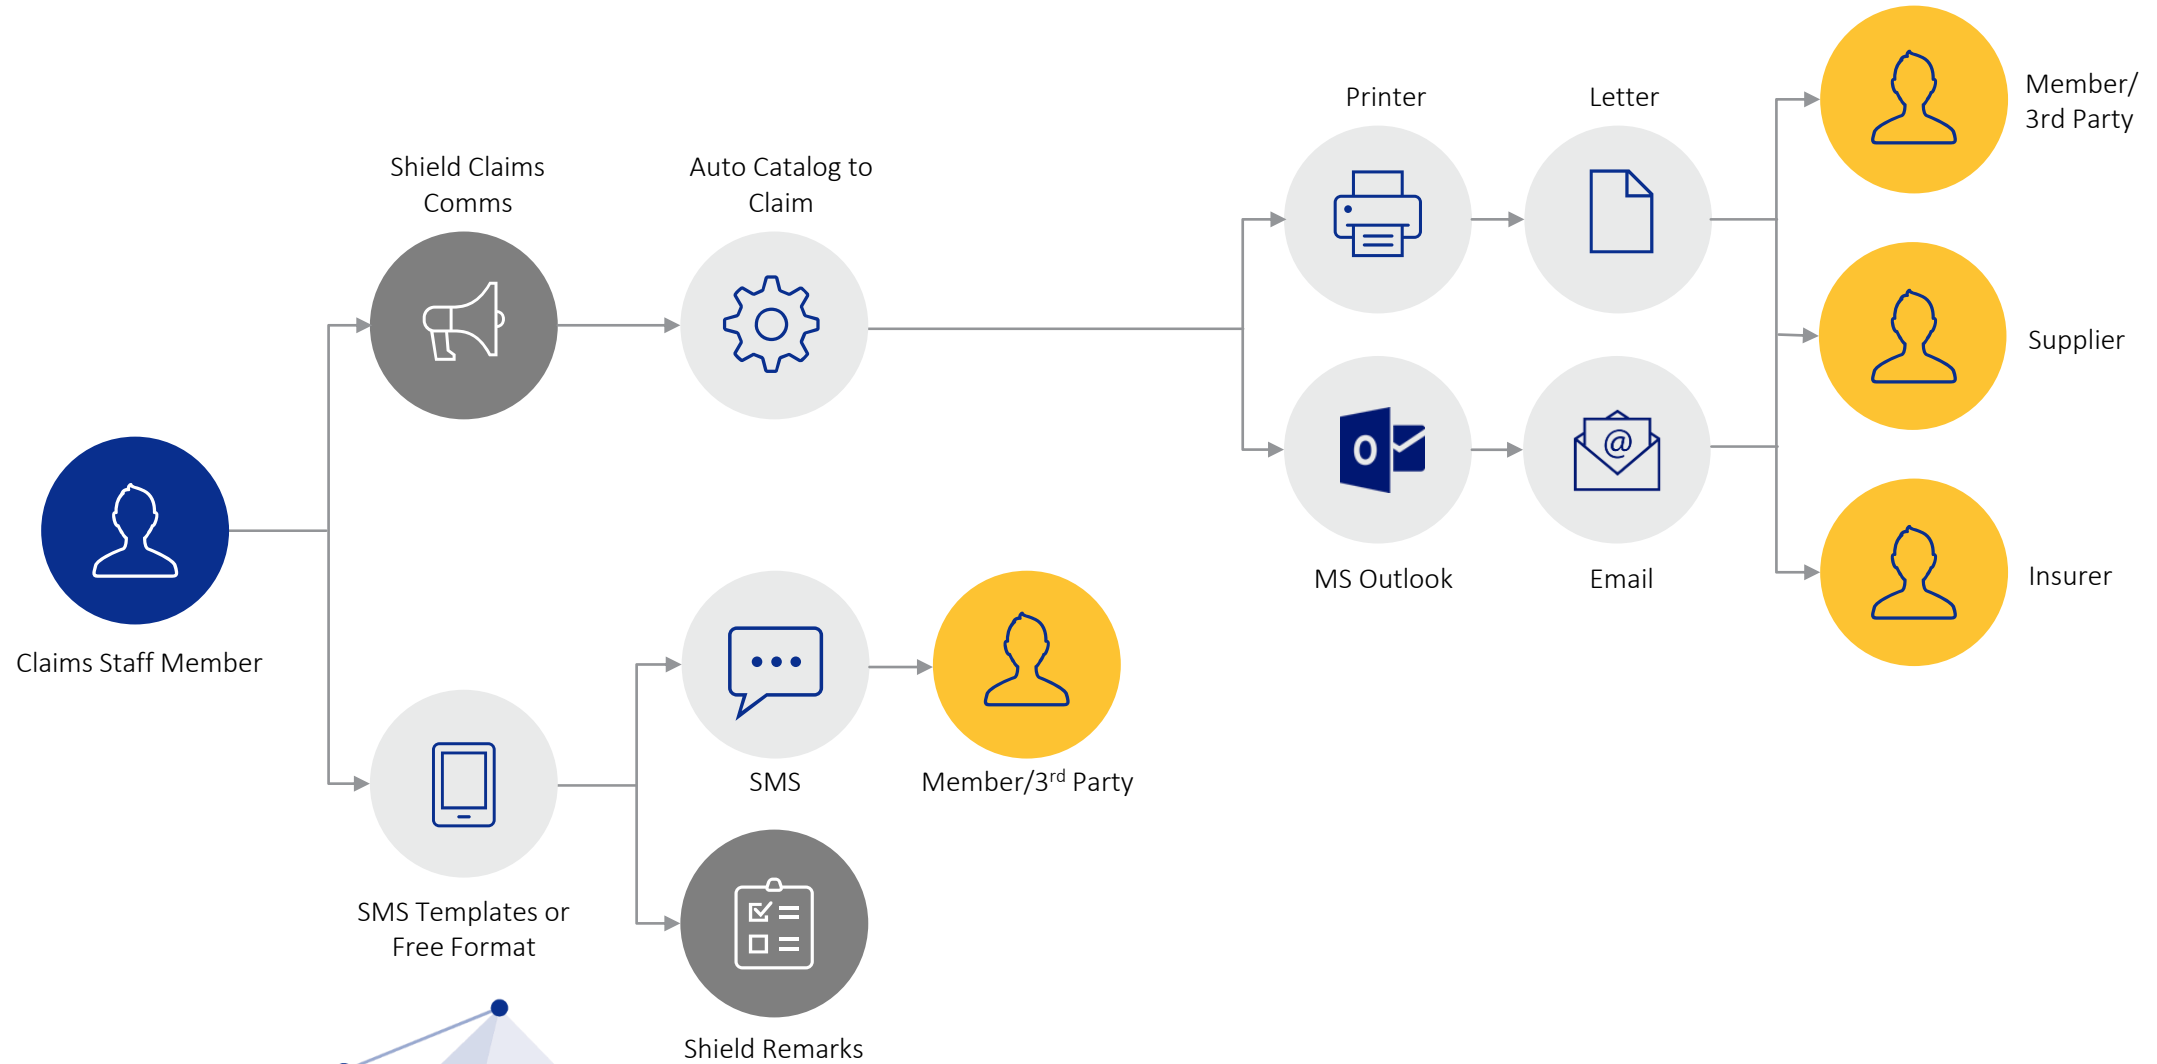 Member/
3rd Party
Printer
Letter
Shield Claims
Comms
Auto Catalog to
Claim
Supplier
O
@
MS Outlook
Email
Insurer
Claims Staff Member
SMS
Member/3rd Party
SMS Templates or
Free Format
Shield Remarks